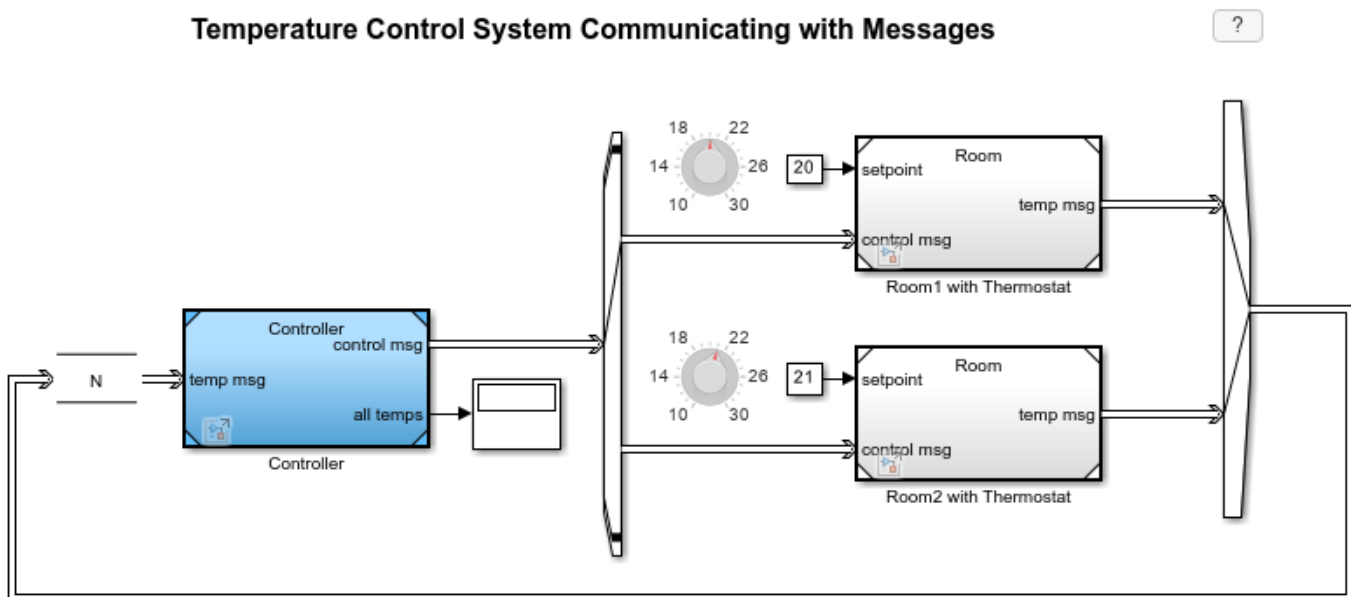 Temperature Control System Communicating with Messages
?
18 22
14 26
10 30
20
Room
setpoint
temp msg
control msg
Room1 with Thermostat
Controller
control msg
temp msg
all temps
Controller
N
18 22
14 26
10 30
21
Room
setpoint
temp msg
control msg
Room2 with Thermostat